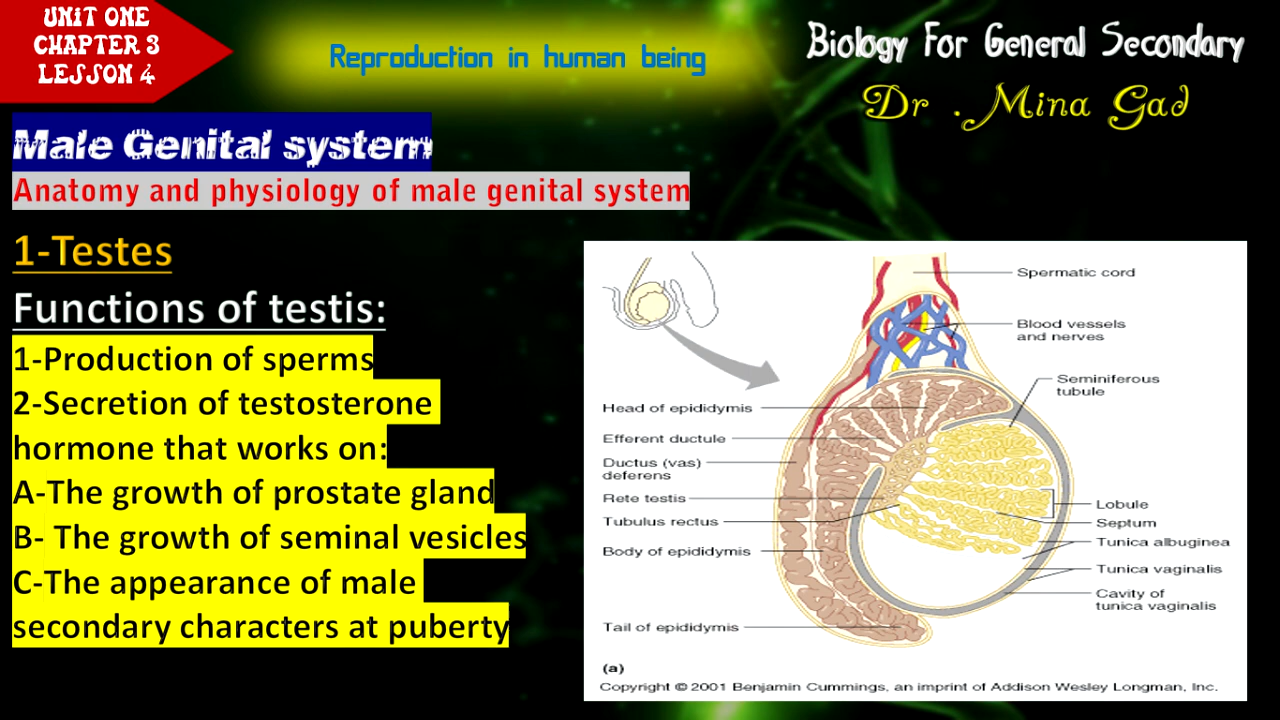 UNIT ONE
CHAPTER 3
LESSON 4
Reproduction in human being
Biology For General Secondary
Dr . Mina Gad
Male Genital system
Anatomy and physiology of male genital system
1-Testes
Functions of testis:
1-Production of sperms
2-Secretion of testosterone
hormone that works on:
A-The growth of prostate gland
B- The growth of seminal vesicles
C-The appearance of male
secondary characters at puberty
Spermatic cord
Blood vessels
and nerves
Seminiferous
tubule
Head of epididymis
Efferent ductule
Ductus (vas)
deferens
Rete testis
Tubulus rectus
Body of epididymis
Tail of epididymis
Lobule
Septum
Tunica albuginea
Tunica vaginalis
Cavity of
tunica vaginalis
(a)
Copyright © 2001 Benjamin Cummings, an imprint of Addison Wesley Longman, Inc.